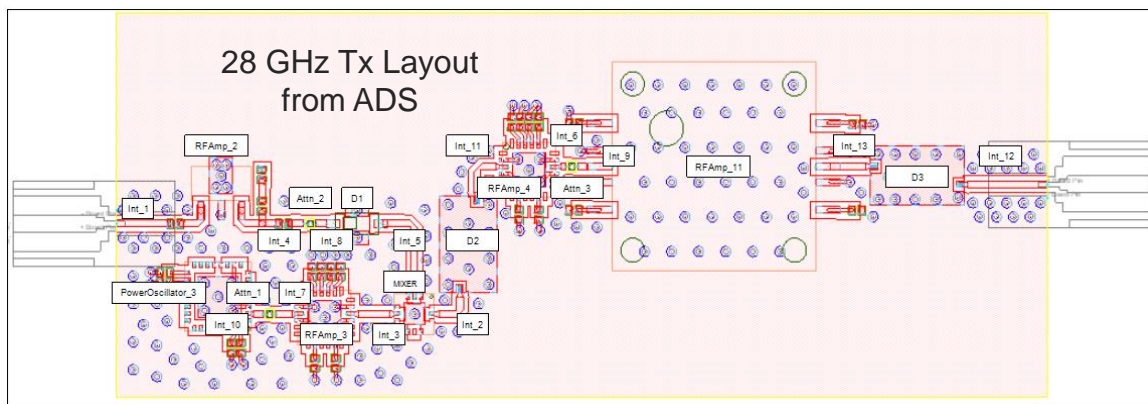 28 GHz Tx Layout
from ADS
RFAmp_2
Int_1
Attn_2
D1
Int_4
Int_8
Int_5
MIXER
PowerOscillator_3
Attn_1
Int_7
Int_10
RFAmp_3
Int_3
Int_2
D2
Int_11
Int_6
RFAmp_4
Attn_3
Int_9
RFAmp_11
Int_13
D3
Int_12